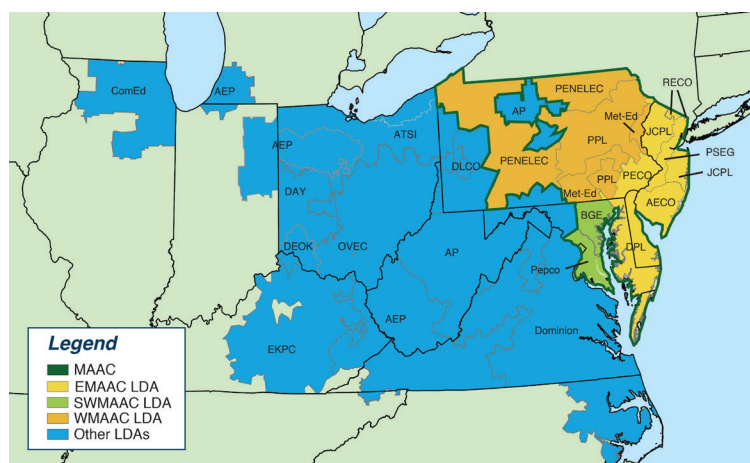 ComEd
AEP
PENELEC
RECO
AP
Met-Ed
JCPL
ATSI
PPL
PSEG
AEP
DLCO
PENELEC
JCPL
PECO
DAY
PPL
Met-Ed
AECO
BGE
DEOK
OVEC
AP
DPL
Pepco
AEP
Dominion
EKPC
Legend
MAAC
EMAAC LDA
SWMAAC LDA
WMAAC LDA
Other LDAs